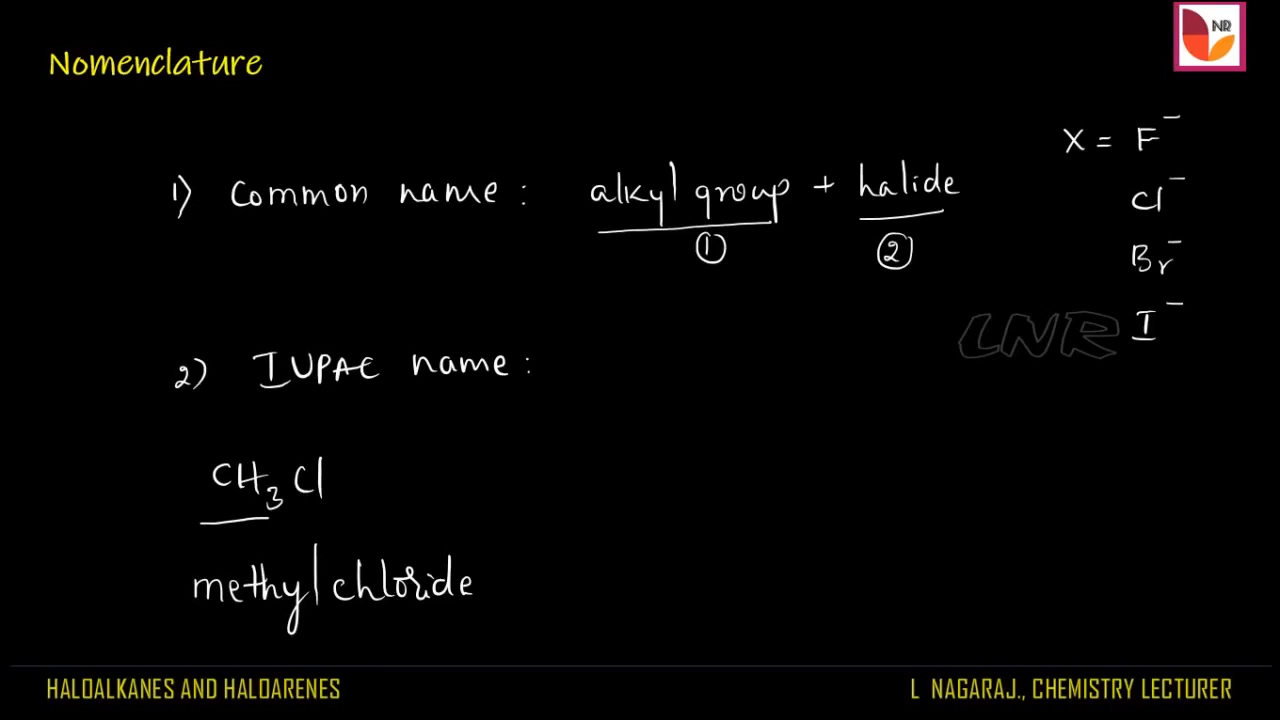 NR
Nomenclature
1) Common name: alkyl group + halide
① ②
X = F⁻
Cl⁻
Br⁻
I⁻
LNR
2) IUPAC name:
CH₃Cl
methyl chloride
HALOALKANES AND HALOARENES
L NAGARAJ., CHEMISTRY LECTURER